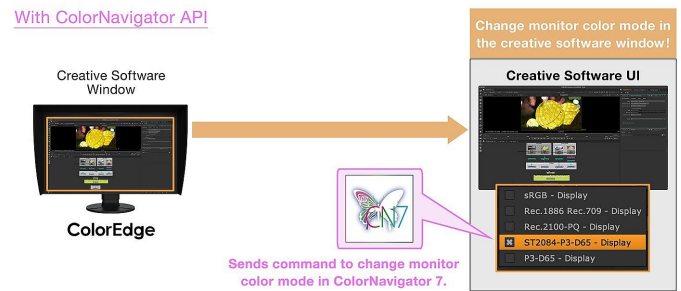 With ColorNavigator API
Change monitor color mode in
the creative software window!
Creative Software
Window
ColorEdge
Creative Software UI
sRGB - Display
Rec.1886 Rec.709 - Display
Rec.2100-PQ - Display
ST2084-P3-D65 - Display
P3-D65 - Display
CN7
Sends command to change monitor
color mode in ColorNavigator 7.